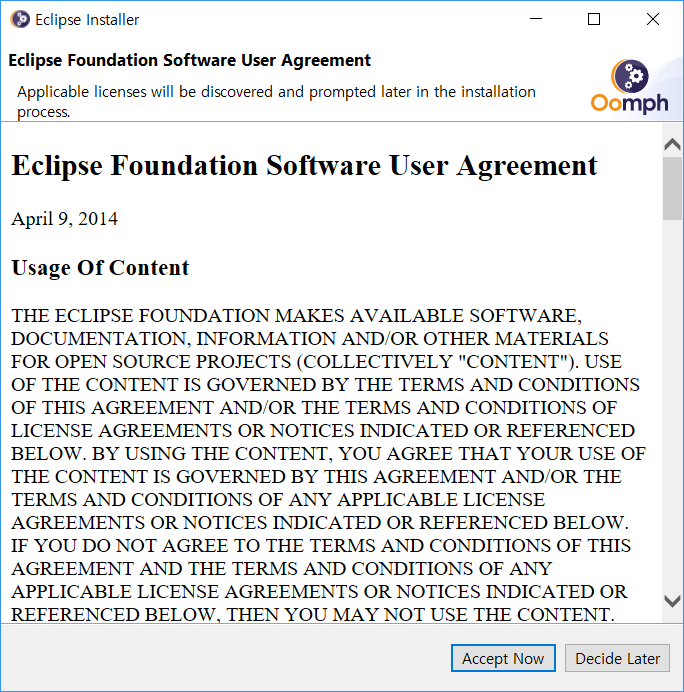 Eclipse Installer
Eclipse Foundation Software User Agreement
Applicable licenses will be discovered and prompted later in the installation
process.
Oomph
Eclipse Foundation Software User Agreement
April 9, 2014
Usage Of Content
THE ECLIPSE FOUNDATION MAKES AVAILABLE SOFTWARE,
DOCUMENTATION, INFORMATION AND/OR OTHER MATERIALS
FOR OPEN SOURCE PROJECTS (COLLECTIVELY "CONTENT"). USE
OF THE CONTENT IS GOVERNED BY THE TERMS AND CONDITIONS
OF THIS AGREEMENT AND/OR THE TERMS AND CONDITIONS OF
LICENSE AGREEMENTS OR NOTICES INDICATED OR REFERENCED
BELOW. BY USING THE CONTENT, YOU AGREE THAT YOUR USE OF
THE CONTENT IS GOVERNED BY THIS AGREEMENT AND/OR THE
TERMS AND CONDITIONS OF ANY APPLICABLE LICENSE
AGREEMENTS OR NOTICES INDICATED OR REFERENCED BELOW.
IF YOU DO NOT AGREE TO THE TERMS AND CONDITIONS OF THIS
AGREEMENT AND THE TERMS AND CONDITIONS OF ANY
APPLICABLE LICENSE AGREEMENTS OR NOTICES INDICATED OR
REFERENCED BELOW, THEN YOU MAY NOT USE THE CONTENT.
Accept Now
Decide Later